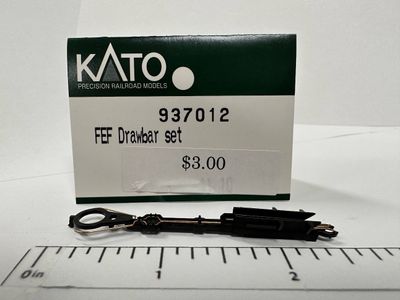 KATO
PRECISION RAILROAD MODELS
937012
FEF Drawbar set
$3.00
0in 1 2